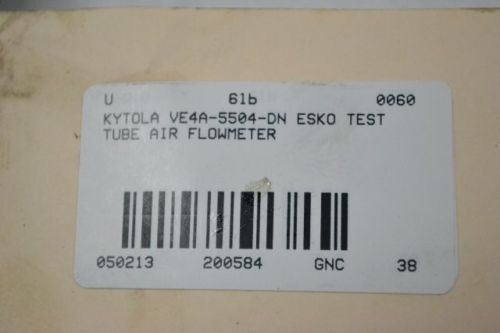 U 61b 0060
KYTOLA VE4A-5504-DN ESKO TEST
TUBE AIR FLOWMETER
050213 200584 GNC 38